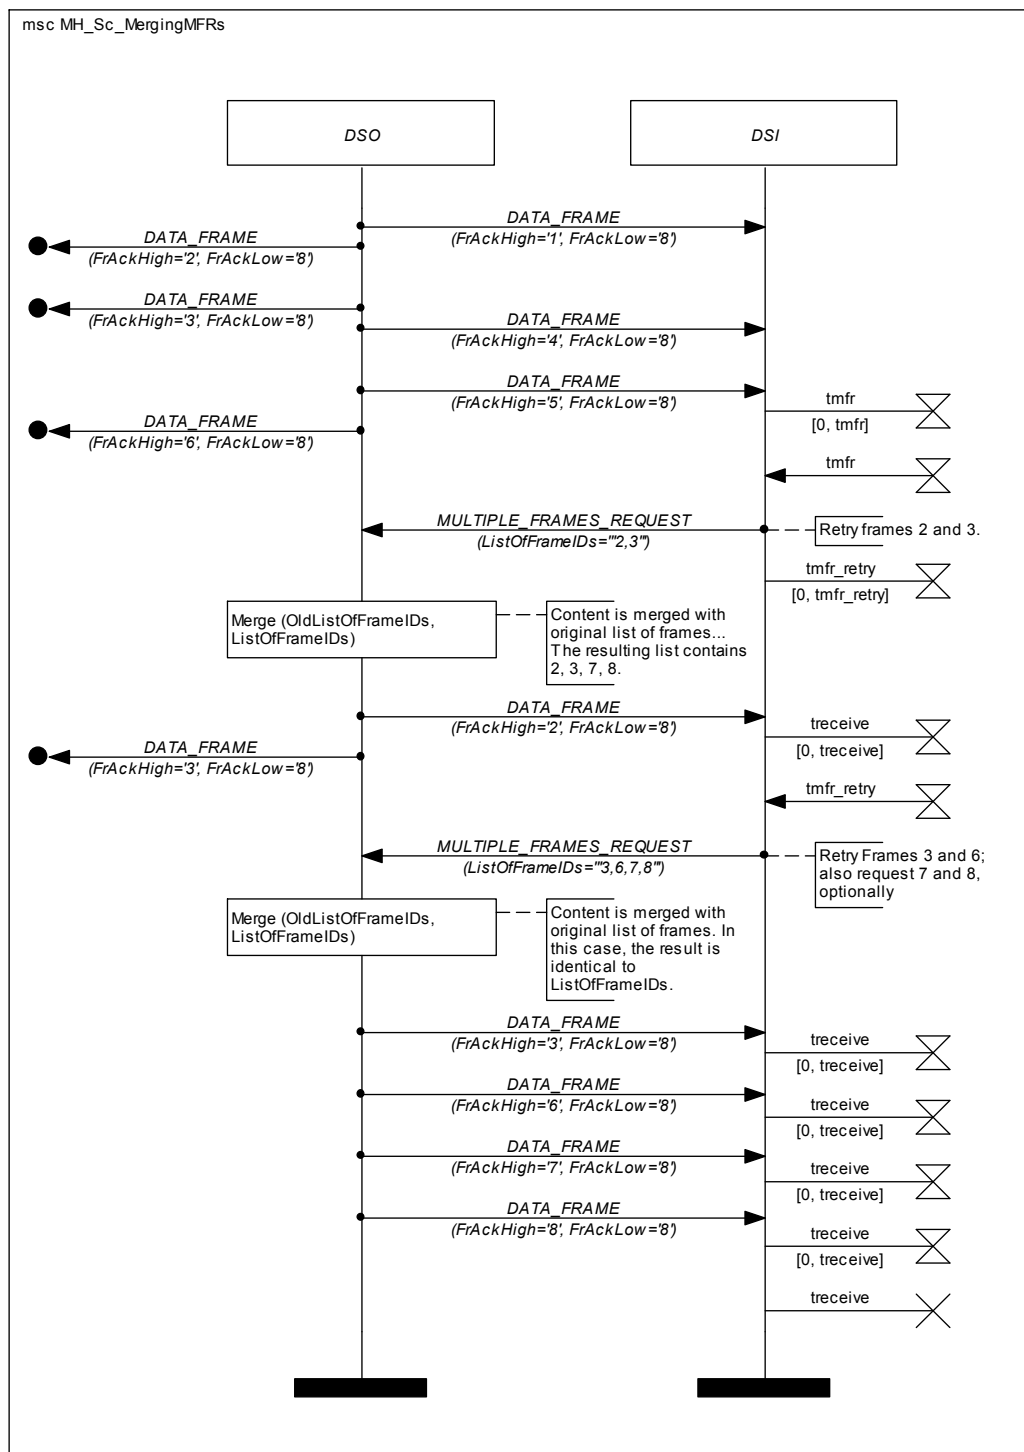 msc MH_Sc_MergingMFRs
DSO
DSI
DATA_FRAME
(FrAckHigh='1', FrAckLow='8')
DATA_FRAME
(FrAckHigh='2', FrAckLow='8')
DATA_FRAME
(FrAckHigh='3', FrAckLow='8')
DATA_FRAME
(FrAckHigh='4', FrAckLow='8')
DATA_FRAME
(FrAckHigh='5', FrAckLow='8')
tmfr
[0, tmfr]
DATA_FRAME
(FrAckHigh='6', FrAckLow='8')
tmfr
MULTIPLE_FRAMES_REQUEST
(ListOfFrameIDs="'2,3'")
Retry frames 2 and 3.
tmfr_retry
[0, tmfr_retry]
Merge (OldListOfFrameIDs,
ListOfFrameIDs)
Content is merged with
original list of frames...
The resulting list contains
2, 3, 7, 8.
DATA_FRAME
(FrAckHigh='2', FrAckLow='8')
treceive
[0, treceive]
DATA_FRAME
(FrAckHigh='3', FrAckLow='8')
tmfr_retry
MULTIPLE_FRAMES_REQUEST
(ListOfFrameIDs="'3,6,7,8'")
Retry Frames 3 and 6;
also request 7 and 8,
optionally
Merge (OldListOfFrameIDs,
ListOfFrameIDs)
Content is merged with
original list of frames. In
this case, the result is
identical to
ListOfFrameIDs.
DATA_FRAME
(FrAckHigh='3', FrAckLow='8')
treceive
[0, treceive]
DATA_FRAME
(FrAckHigh='6', FrAckLow='8')
treceive
[0, treceive]
DATA_FRAME
(FrAckHigh='7', FrAckLow='8')
treceive
[0, treceive]
DATA_FRAME
(FrAckHigh='8', FrAckLow='8')
treceive
[0, treceive]
treceive